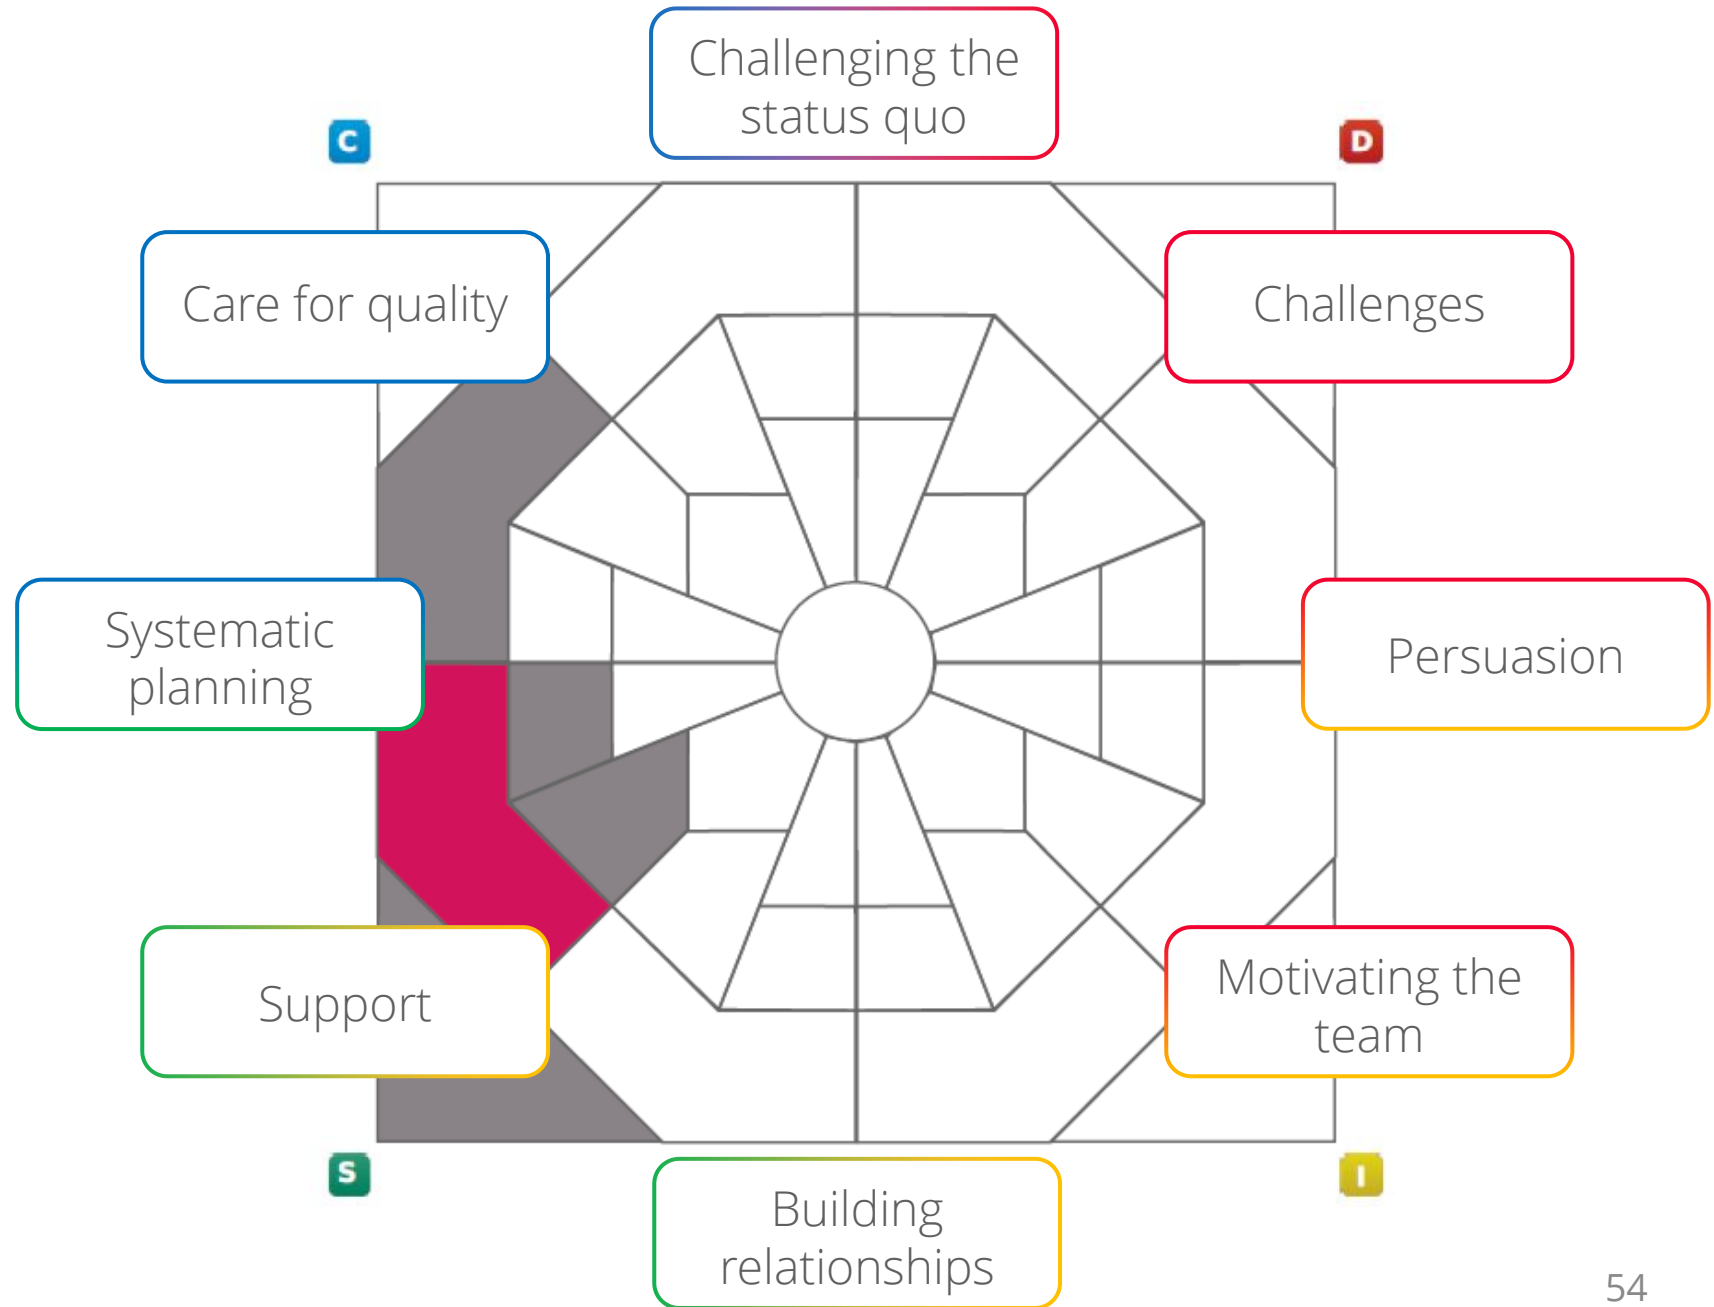 Challenging the
status quo
C
D
Care for quality
Challenges
Systematic
planning
Persuasion
Support
Motivating the
team
S
I
Building
relationships
54